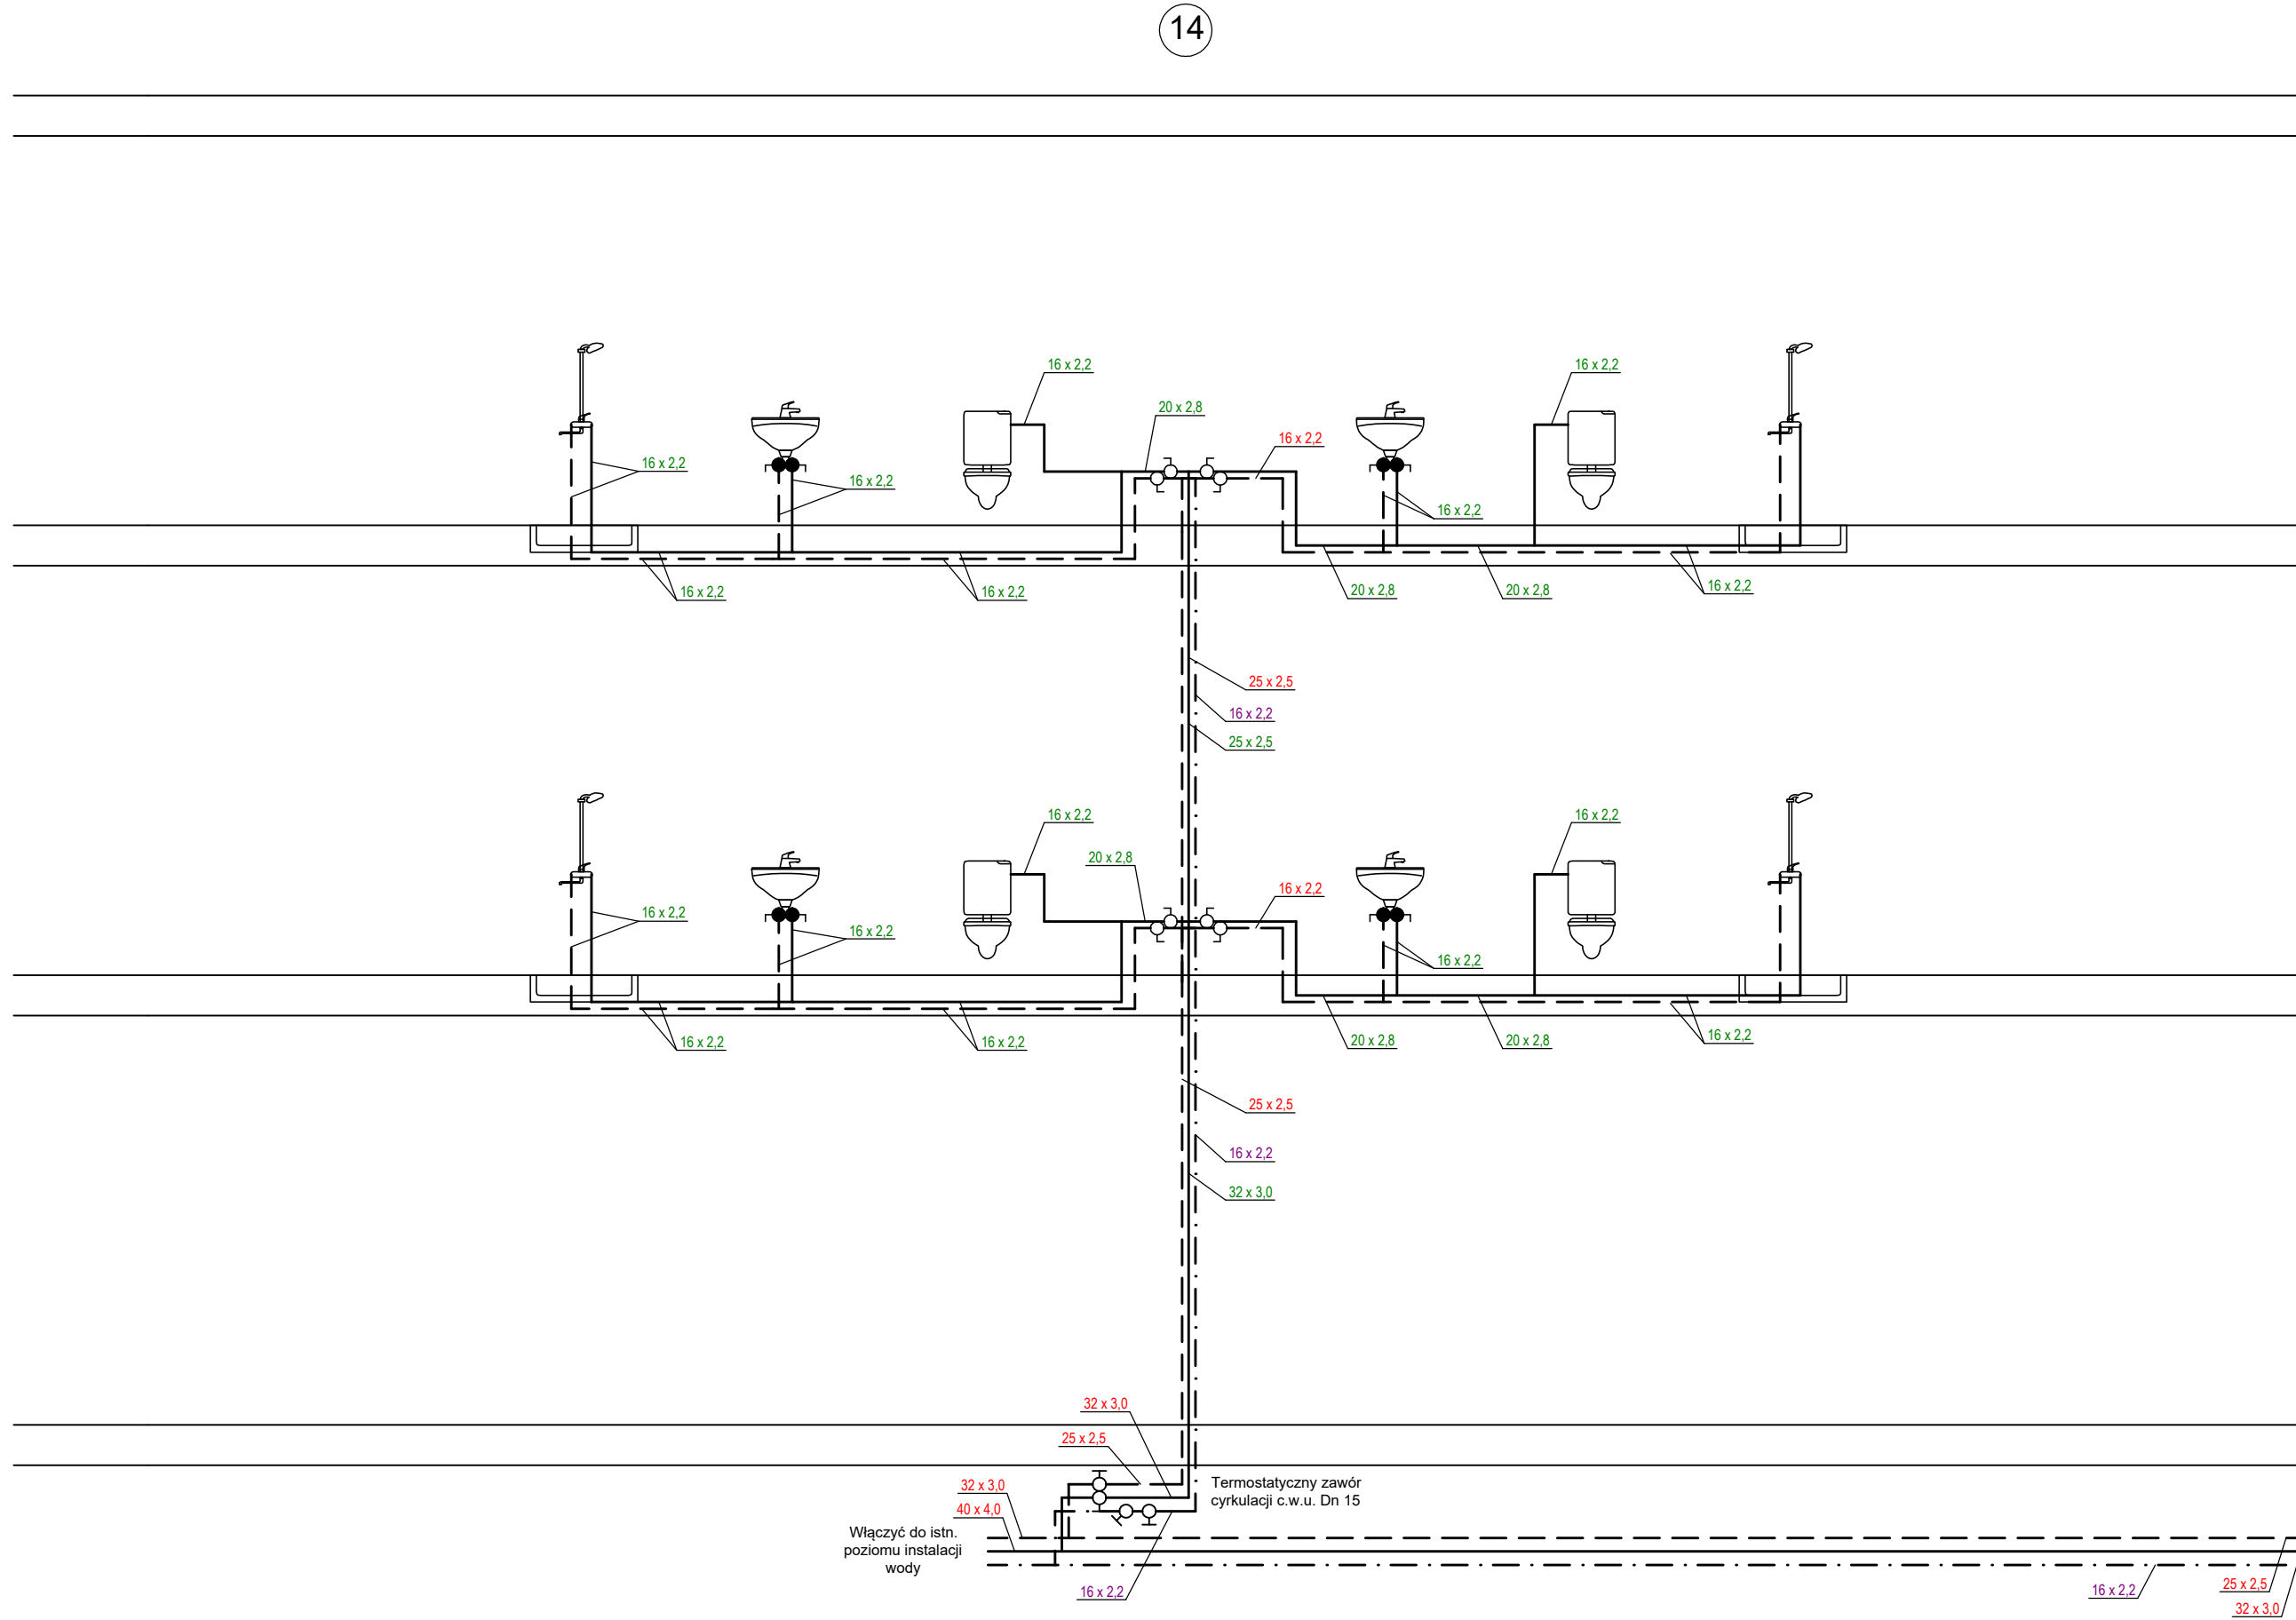 14
16 x 2,2
16 x 2,2
20 x 2,8
16 x 2,2
16 x 2,2
16 x 2,2
16 x 2,2
16 x 2,2
16 x 2,2
20 x 2,8
20 x 2,8
16 x 2,2
25 x 2,5
16 x 2,2
25 x 2,5
16 x 2,2
16 x 2,2
20 x 2,8
16 x 2,2
16 x 2,2
16 x 2,2
16 x 2,2
16 x 2,2
16 x 2,2
20 x 2,8
20 x 2,8
16 x 2,2
25 x 2,5
16 x 2,2
32 x 3,0
32 x 3,0
25 x 2,5
Termostatyczny zawór
cyrkulacji c.w.u. Dn 15
32 x 3,0
40 x 4,0
Włączyć do istn.
poziomu instalacji
wody
16 x 2,2
16 x 2,2
25 x 2,5
32 x 3,0